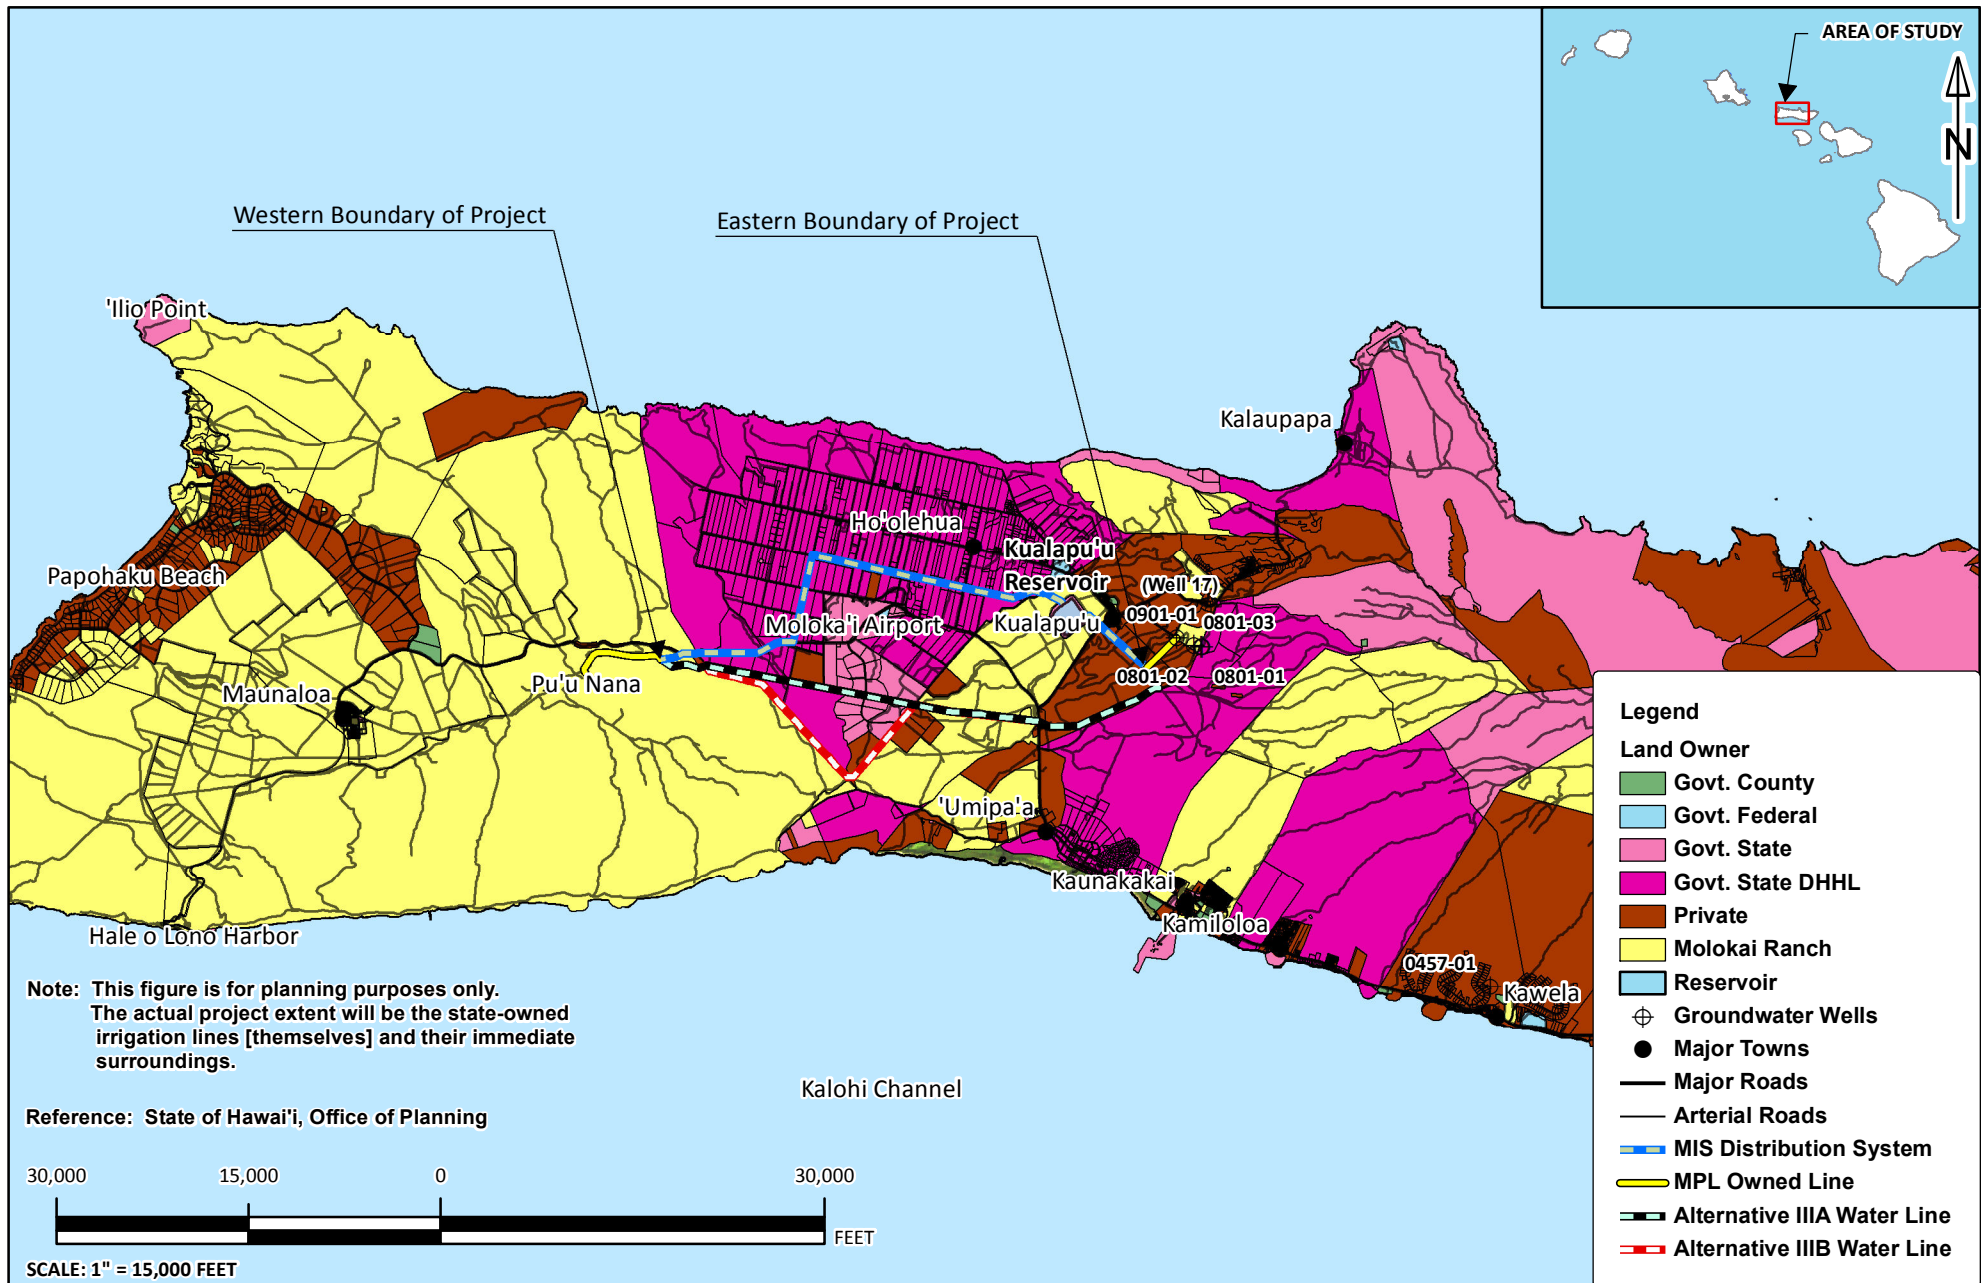 AREA OF STUDY
N
Western Boundary of Project
Eastern Boundary of Project
'Ilio Point
Kalaupapa
Ho'olehua
Kualapu'u
Reservoir
(Well 17)
Papohaku Beach
0901-01
Moloka'i Airport
Kualapu'u
0801-03
Pu'u Nana
0801-02
0801-01
Maunaloa
'Umipa'a
Kaunakakai
Kamiloloa
Hale o Lono Harbor
0457-01
Kawela
Kalohi Channel
Note: This figure is for planning purposes only.
The actual project extent will be the state-owned
irrigation lines [themselves] and their immediate
surroundings.
Reference: State of Hawai'i, Office of Planning
30,000 15,000 0 30,000
FEET
SCALE: 1" = 15,000 FEET
Legend
Land Owner
Govt. County
Govt. Federal
Govt. State
Govt. State DHHL
Private
Molokai Ranch
Reservoir
Groundwater Wells
Major Towns
Major Roads
Arterial Roads
MIS Distribution System
MPL Owned Line
Alternative IIIA Water Line
Alternative IIIB Water Line